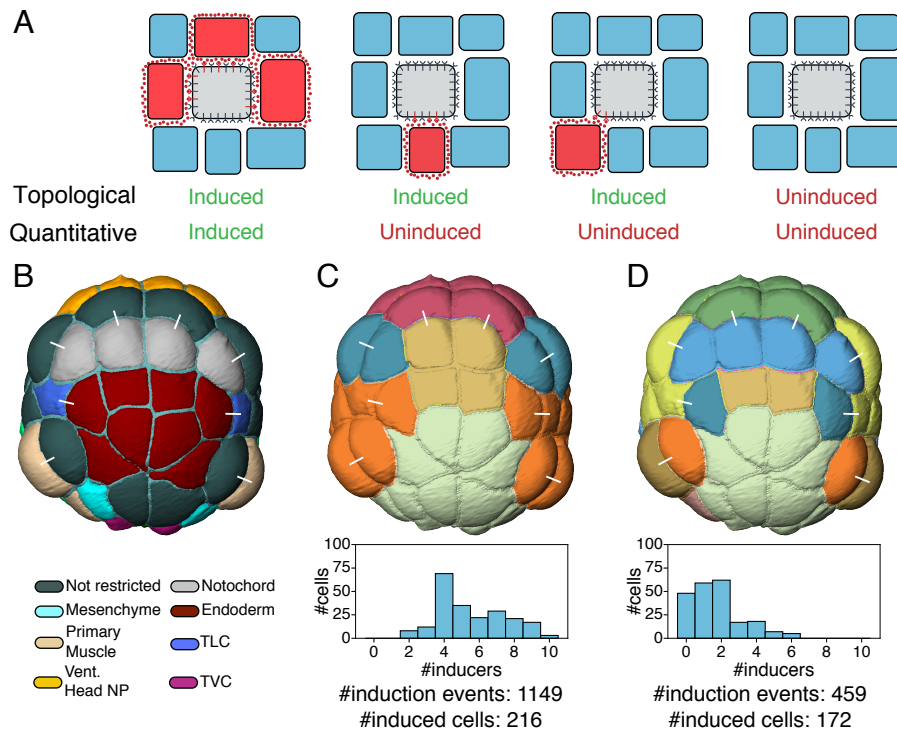 A
Topological Induced Induced Induced Uninduced
Quantitative Induced Uninduced Uninduced Uninduced
B
C
D
Not restricted
Notochord
Mesenchyme
Endoderm
Primary
Muscle
TLC
Vent.
Head NP
TVC
100
75
50
25
0
#cells
0 2 4 6 8 10
#inducers
#induction events: 1149
#induced cells: 216
100
75
50
25
0
#cells
0 2 4 6 8 10
#inducers
#induction events: 459
#induced cells: 172